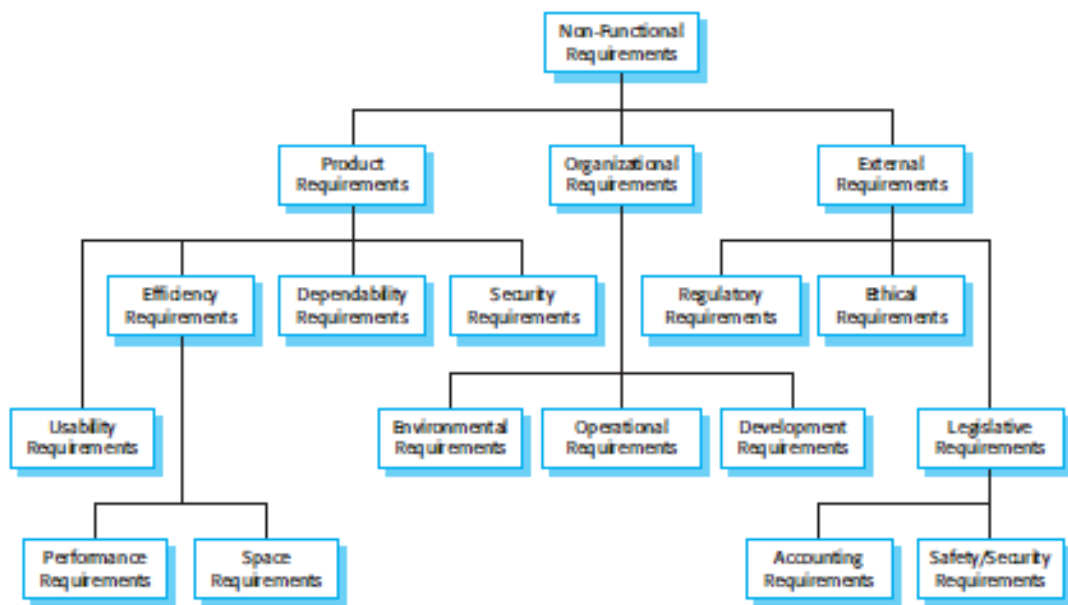 Non-Functional
Requirements
Product
Requirements
Organizational
Requirements
External
Requirements
Efficiency
Requirements
Dependability
Requirements
Security
Requirements
Regulatory
Requirements
Ethical
Requirements
Usability
Requirements
Environmental
Requirements
Operational
Requirements
Development
Requirements
Legislative
Requirements
Performance
Requirements
Space
Requirements
Accounting
Requirements
Safety/Security
Requirements